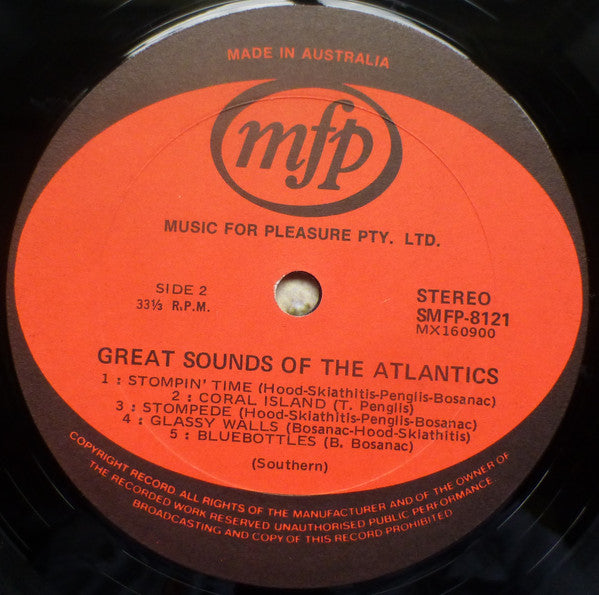 MADE IN AUSTRALIA
mfp
MUSIC FOR PLEASURE PTY. LTD.
SIDE 2
33⅓ R.P.M.
STEREO
SMFP-8121
MX160900
GREAT SOUNDS OF THE ATLANTICS
1 : STOMPIN' TIME (Hood-Skiathitis-Penglis-Bosanac)
2 : CORAL ISLAND (T. Penglis)
3 : STOMPEDE (Hood-Skiathitis-Penglis-Bosanac)
4 : GLASSY WALLS (Bosanac-Hood-Skiathitis)
5 : BLUEBOTTLES (B. Bosanac)
(Southern)
COPYRIGHT RECORD ALL RIGHTS OF THE MANUFACTURER AND OF THE OWNER OF
THE RECORDED WORK RESERVED UNAUTHORISED PUBLIC PERFORMANCE
BROADCASTING AND COPY OF THIS RECORD PROHIBITED